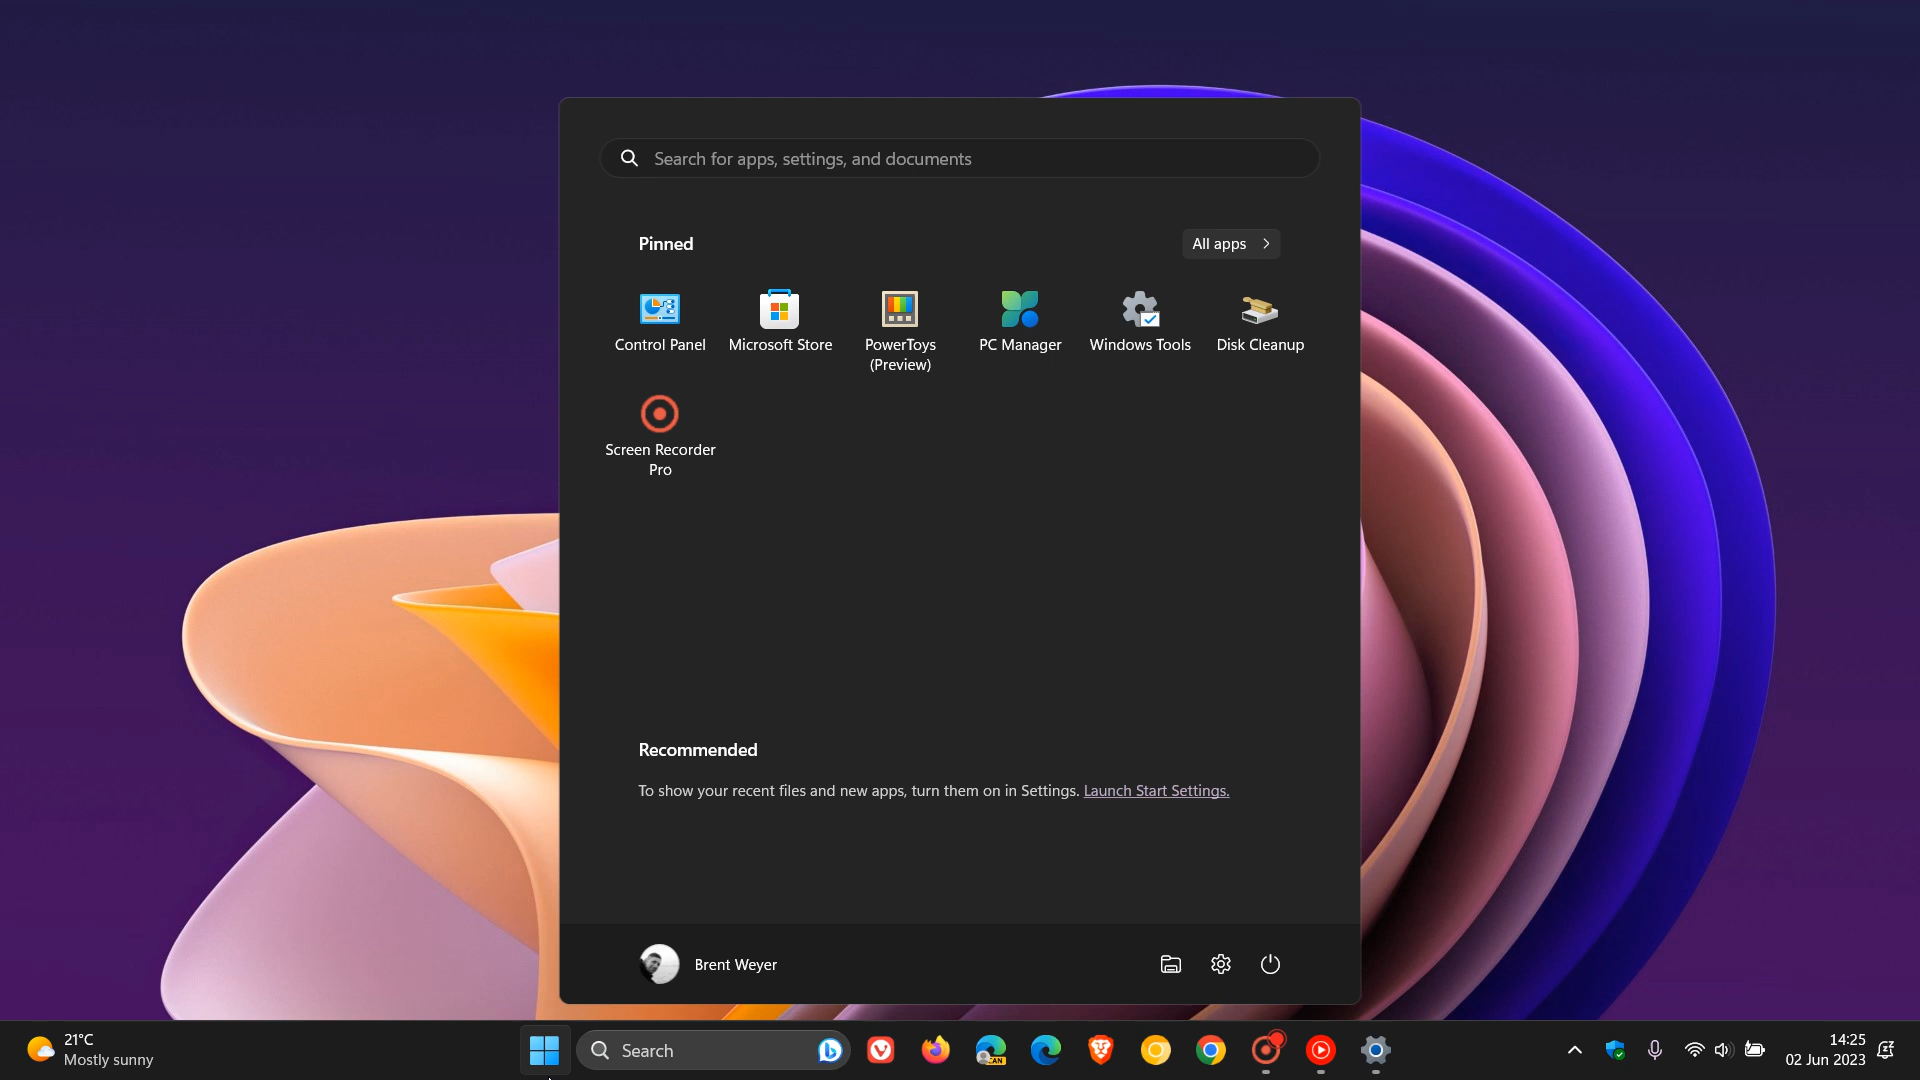 Search for apps, settings, and documents
Pinned
All apps
Control Panel
Microsoft Store
PowerToys
(Preview)
PC Manager
Windows Tools
Disk Cleanup
Screen Recorder
Pro
Recommended
To show your recent files and new apps, turn them on in Settings. Launch Start Settings.
Brent Weyer
21°C
Mostly sunny
Search
CAN
14:25
02 Jun 2023